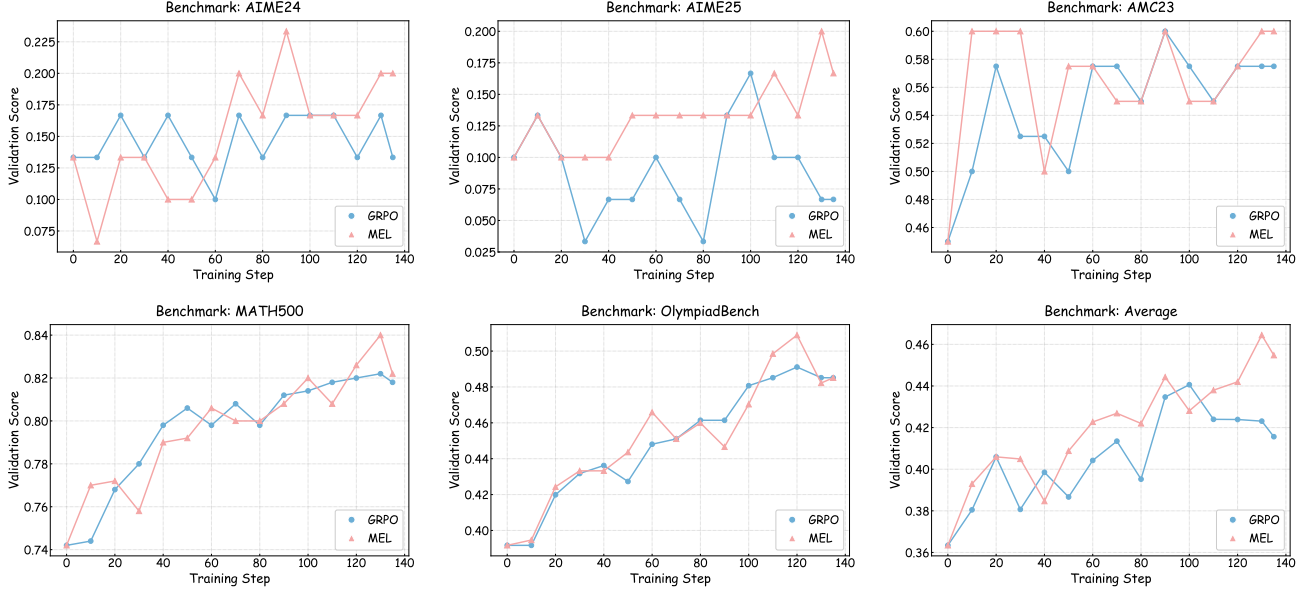 Benchmark: AIME24
Validation Score
0.225
0.200
0.175
0.150
0.125
0.100
0.075
GRPO
MEL
0 20 40 60 80 100 120 140
Training Step
Benchmark: AIME25
Validation Score
0.200
0.175
0.150
0.125
0.100
0.075
0.050
0.025
GRPO
MEL
0 20 40 60 80 100 120 140
Training Step
Benchmark: AMC23
Validation Score
0.60
0.58
0.56
0.54
0.52
0.50
0.48
0.46
GRPO
MEL
0 20 40 60 80 100 120 140
Training Step
Benchmark: MATH500
Validation Score
0.84
0.82
0.80
0.78
0.76
0.74
GRPO
MEL
0 20 40 60 80 100 120 140
Training Step
Benchmark: OlympiadBench
Validation Score
0.50
0.48
0.46
0.44
0.42
0.40
GRPO
MEL
0 20 40 60 80 100 120 140
Training Step
Benchmark: Average
Validation Score
0.46
0.44
0.42
0.40
0.38
0.36
GRPO
MEL
0 20 40 60 80 100 120 140
Training Step